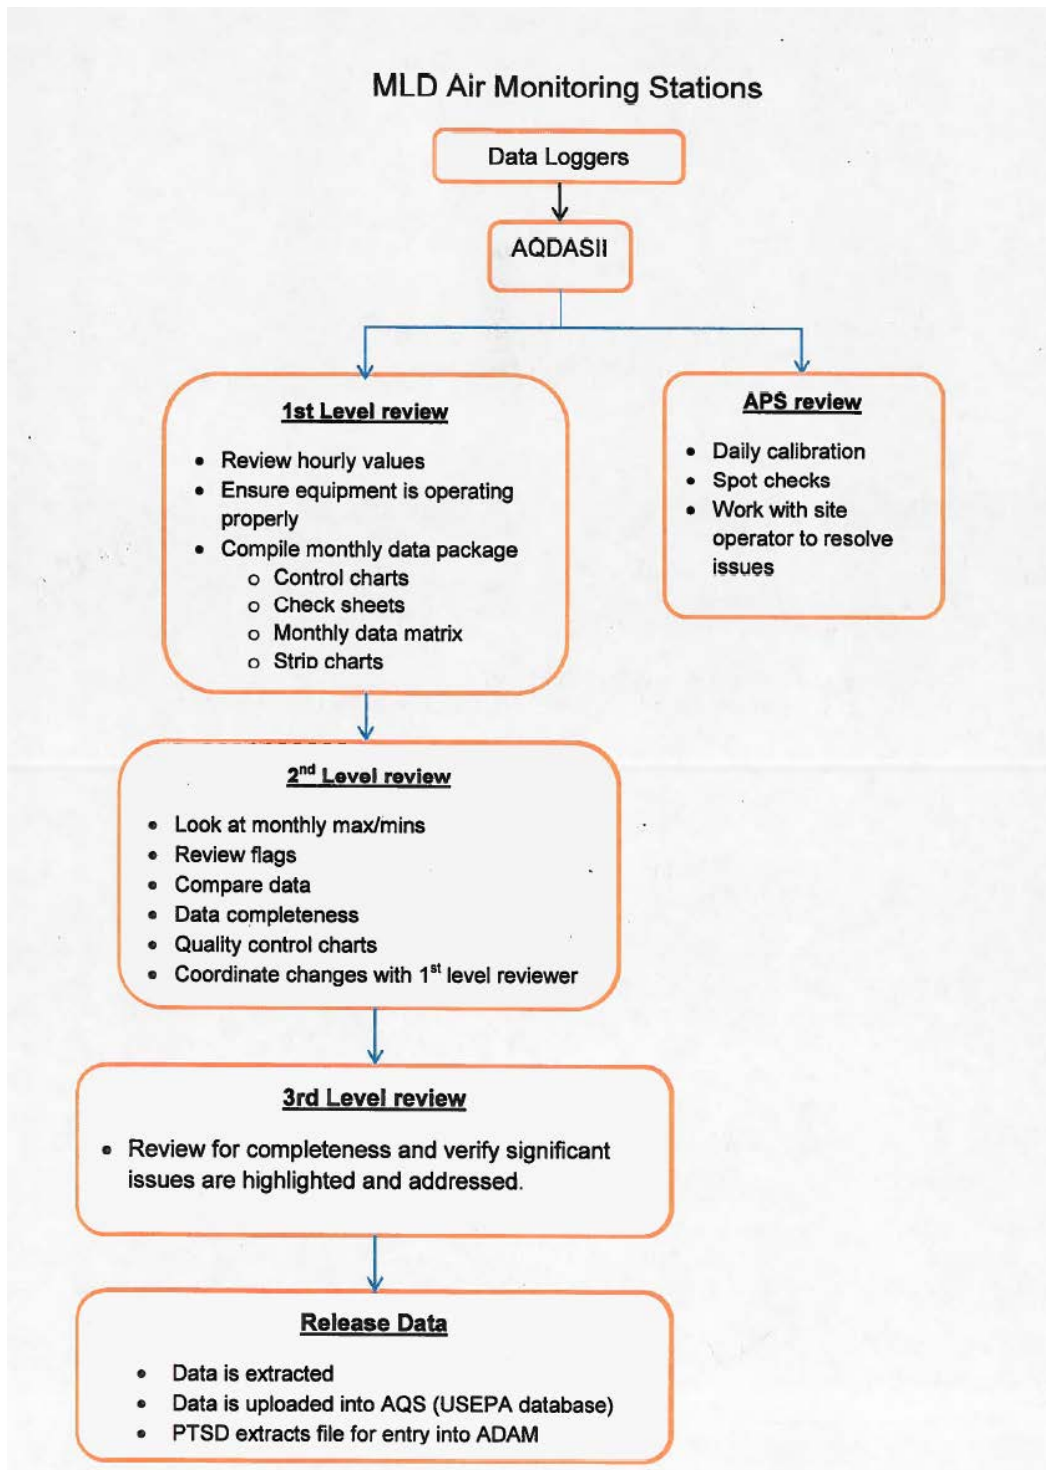 MLD Air Monitoring Stations
Data Loggers
AQDASII
1st Level review
• Review hourly values
• Ensure equipment is operating
properly
• Compile monthly data package
o Control charts
o Check sheets
o Monthly data matrix
o Strip charts
APS review
• Daily calibration
• Spot checks
• Work with site
operator to resolve
issues
2nd Level review
• Look at monthly max/mins
• Review flags
• Compare data
• Data completeness
• Quality control charts
• Coordinate changes with 1st level reviewer
3rd Level review
• Review for completeness and verify significant
issues are highlighted and addressed.
Release Data
• Data is extracted
• Data is uploaded into AQS (USEPA database)
• PTSD extracts file for entry into ADAM